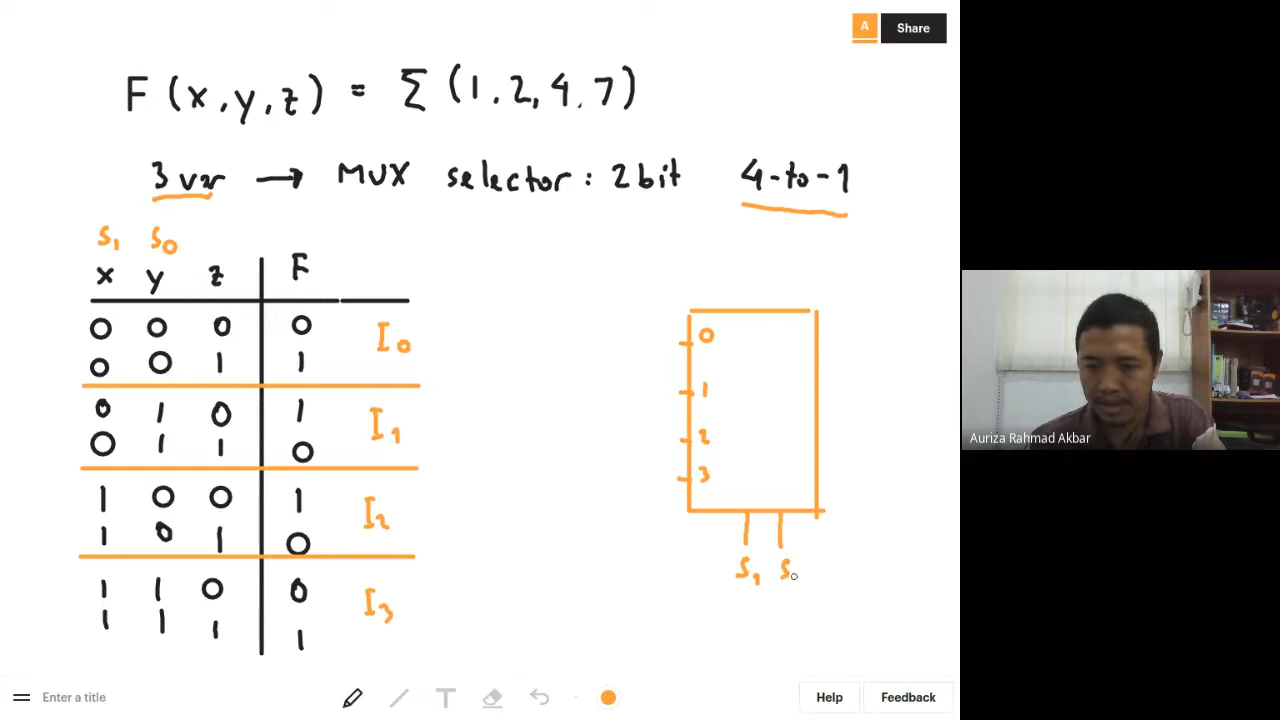 A Share
F(x,y,z) = Σ(1,2,4,7)
3 var → MUX selector: 2 bit 4-to-1
S1 S0
x y z F
0 0 0 0 I0
0 0 1 1
0 1 0 1 I1
0 1 1 0
1 0 0 1 I2
1 0 1 0
1 1 0 0 I3
1 1 1 1
0
1
2
3
S1 S
Auriza Rahmad Akbar
Enter a title T Help Feedback